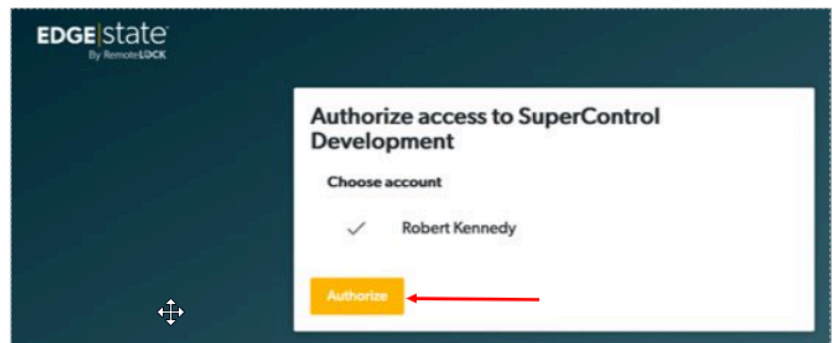 EDGE|state
By RemoteLOCK
Authorize access to SuperControl
Development
Choose account
Robert Kennedy
Authorize